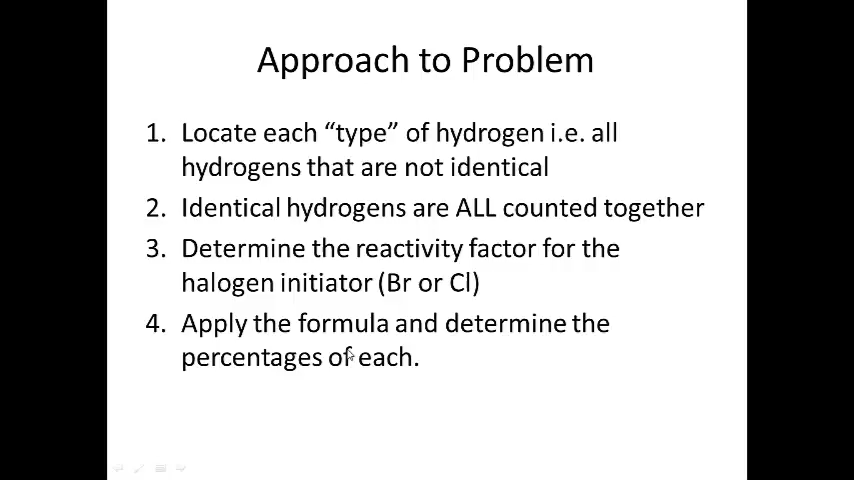 Approach to Problem
1. Locate each “type” of hydrogen i.e. all
hydrogens that are not identical
2. Identical hydrogens are ALL counted together
3. Determine the reactivity factor for the
halogen initiator (Br or Cl)
4. Apply the formula and determine the
percentages of each.